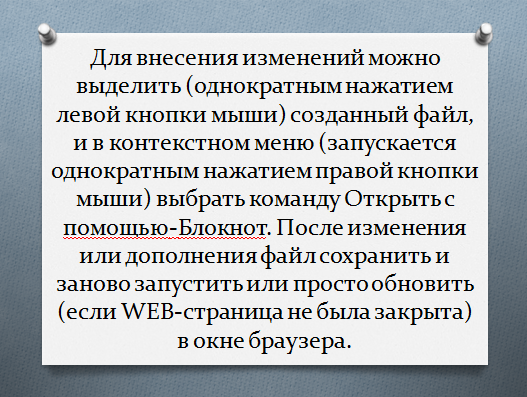 Для внесения изменений можно
выделить (однократным нажатием
левой кнопки мыши) созданный файл,
и в контекстном меню (запускается
однократным нажатием правой кнопки
мыши) выбрать команду Открыть с
помощью-Блокнот. После изменения
или дополнения файл сохранить и
заново запустить или просто обновить
(если WEB-страница не была закрыта)
в окне браузера.